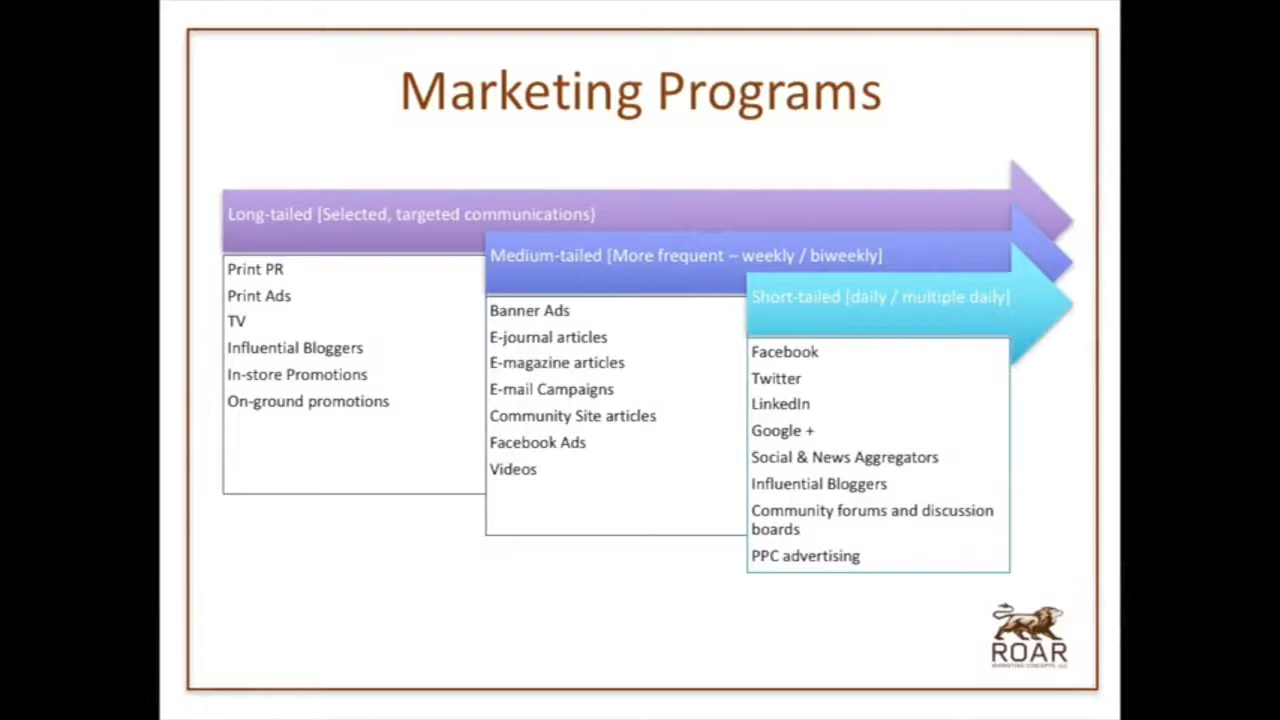 Marketing Programs
Long-tailed [Selected, targeted communications}
Print PR
Print Ads
TV
Influential Bloggers
In-store Promotions
On-ground promotions
Medium-tailed [More frequent – weekly / biweekly]
Banner Ads
E-journal articles
E-magazine articles
E-mail Campaigns
Community Site articles
Facebook Ads
Videos
Short-tailed [daily / multiple daily]
Facebook
Twitter
LinkedIn
Google +
Social & News Aggregators
Influential Bloggers
Community forums and discussion
boards
PPC advertising
ROAR
MARKETING CONCEPTS, LLC